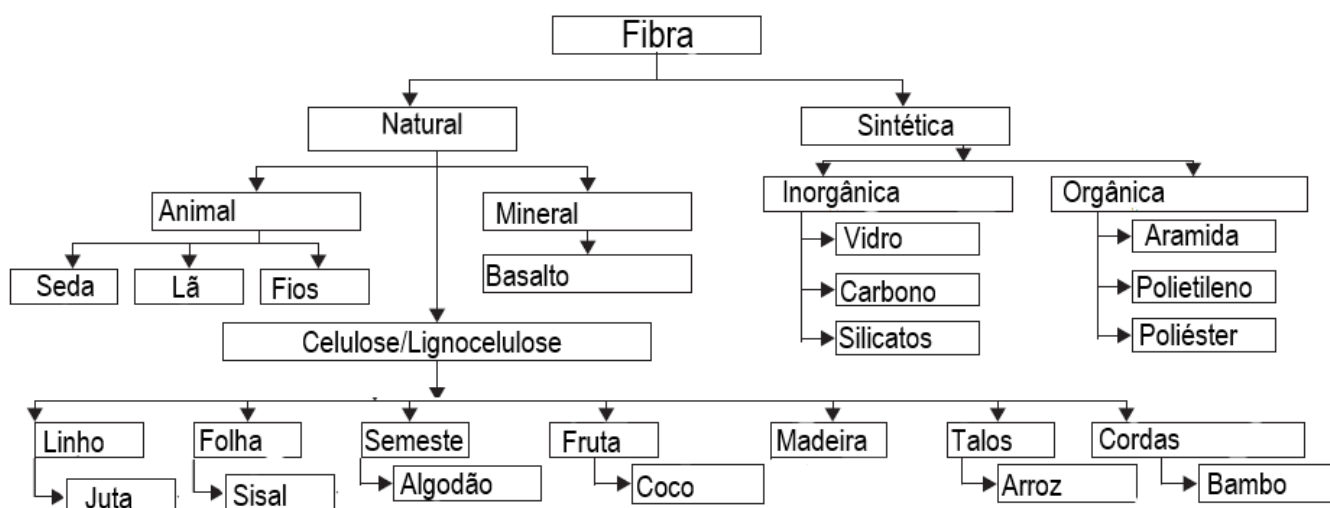 Fibra
Natural
Sintética
Animal
Mineral
Inorgânica
Orgânica
Seda
Lã
Fios
Basalto
Vidro
Carbono
Silicatos
Aramida
Polietileno
Poliéster
Celulose/Lignocelulose
Linho
Folha
Semeste
Fruta
Madeira
Talos
Cordas
Juta
Sisal
Algodão
Coco
Arroz
Bambo